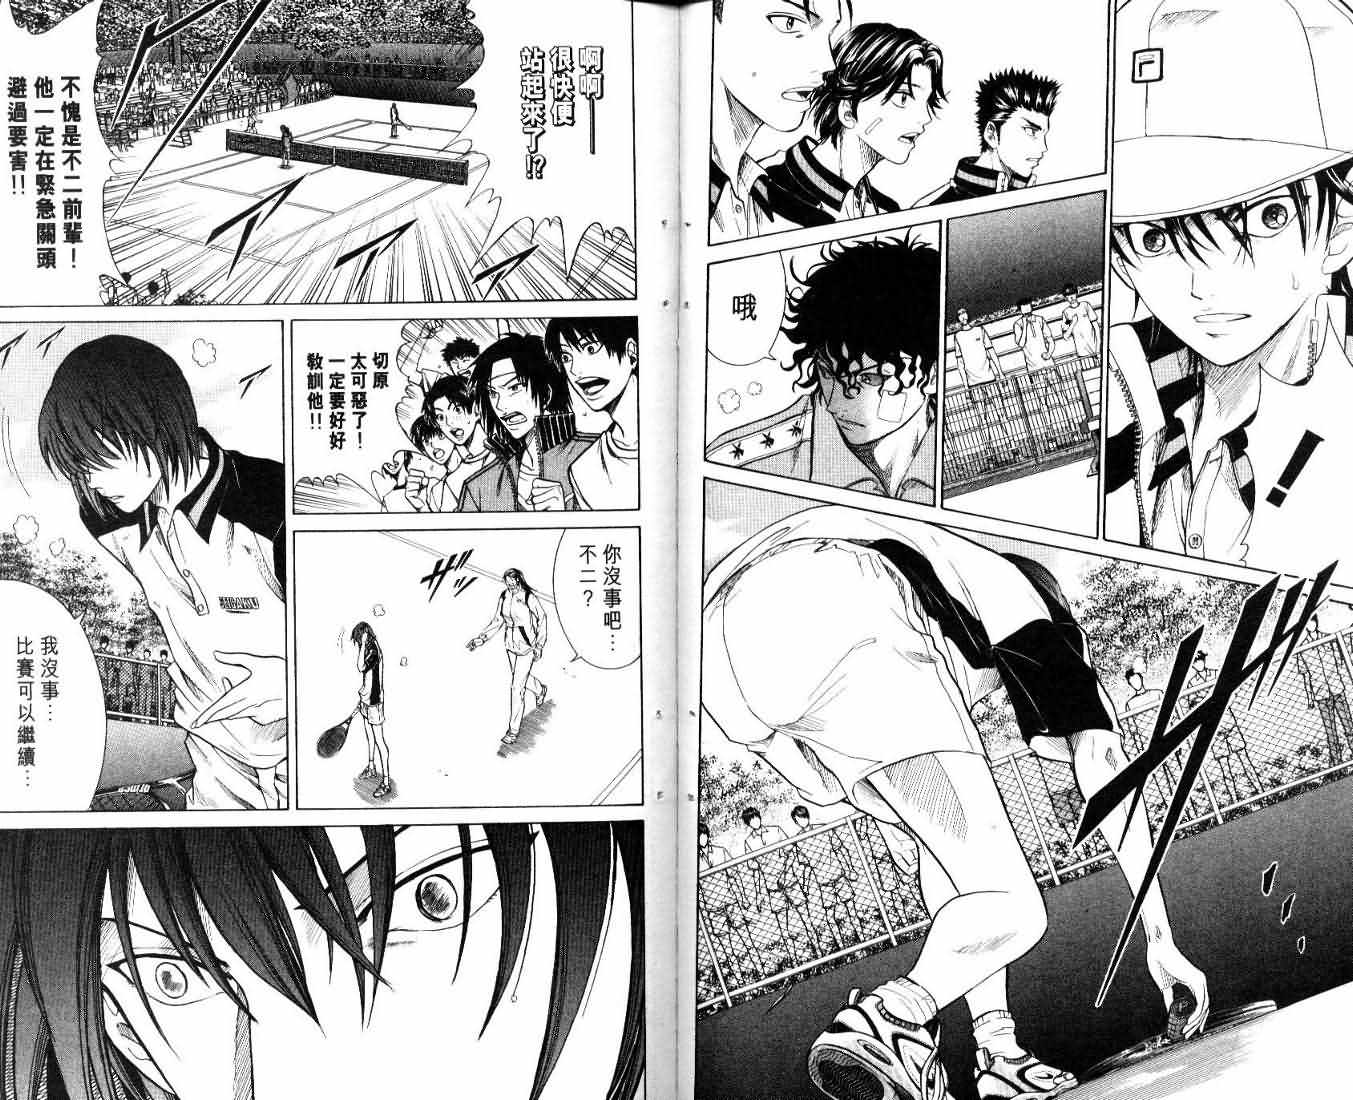 哦
!
!!
啊啊——
很快便
站起來了!?
不愧是不二前輩！
他一定在緊急關頭
避過要害!!
切原
太可惡了！
一定要好好
教訓他!!
你沒事吧…
不二？
我沒事…
比賽可以繼續…
SEIGAKU